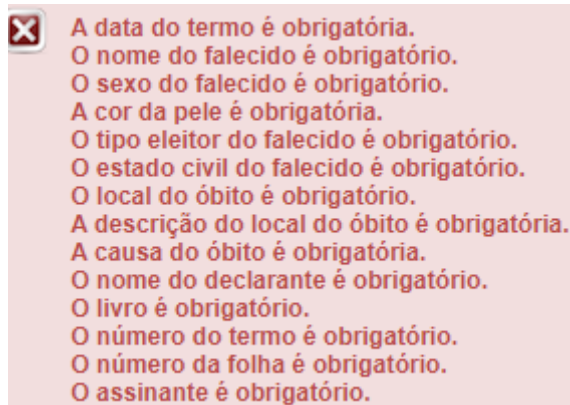 A data do termo é obrigatória.
O nome do falecido é obrigatório.
O sexo do falecido é obrigatório.
A cor da pele é obrigatória.
O tipo eleitor do falecido é obrigatório.
O estado civil do falecido é obrigatório.
O local do óbito é obrigatório.
A descrição do local do óbito é obrigatória.
A causa do óbito é obrigatória.
O nome do declarante é obrigatório.
O livro é obrigatório.
O número do termo é obrigatório.
O número da folha é obrigatório.
O assinante é obrigatório.